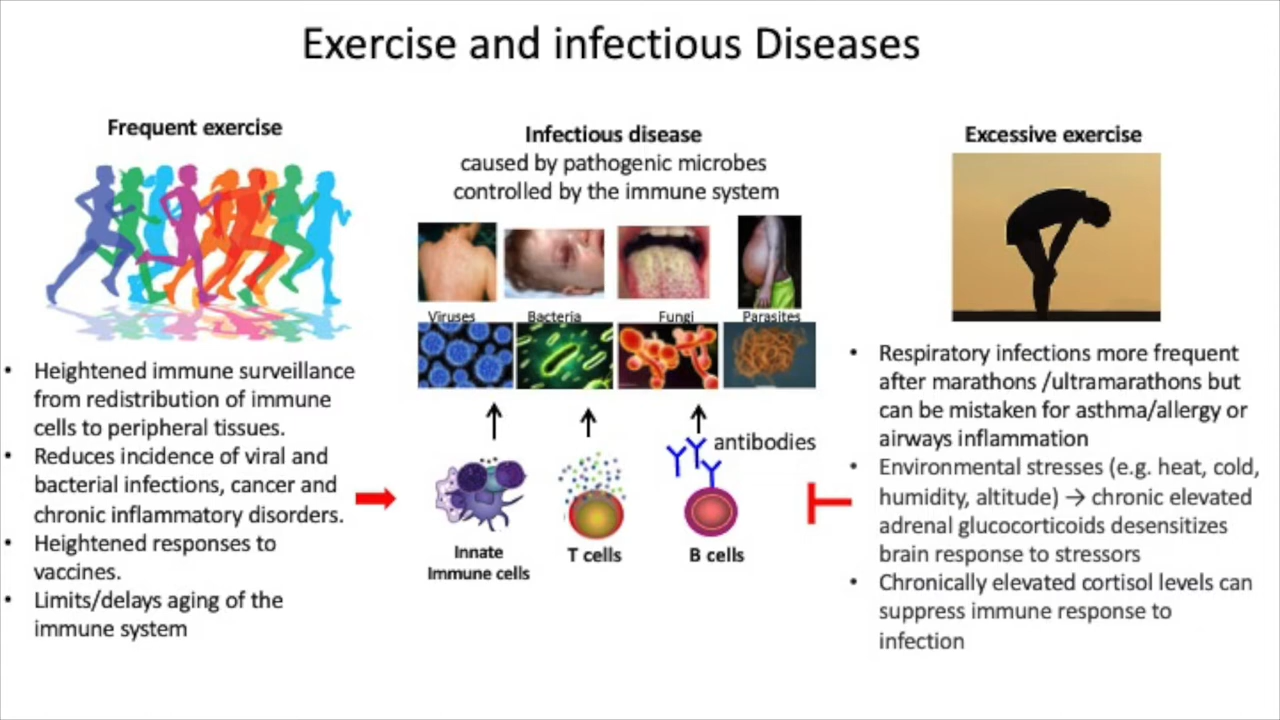 Exercise and infectious Diseases
Frequent exercise
• Heightened immune surveillance
from redistribution of immune
cells to peripheral tissues.
• Reduces incidence of viral and
bacterial infections, cancer and
chronic inflammatory disorders.
• Heightened responses to
vaccines.
• Limits/delays aging of the
immune system
Infectious disease
caused by pathogenic microbes
controlled by the immune system
Viruses
Bacteria
Fungi
Parasites
antibodies
Innate
Immune cells
T cells
B cells
Excessive exercise
• Respiratory infections more frequent
after marathons /ultramarathons but
can be mistaken for asthma/allergy or
airways inflammation
• Environmental stresses (e.g. heat, cold,
humidity, altitude) → chronic elevated
adrenal glucocorticoids desensitizes
brain response to stressors
• Chronically elevated cortisol levels can
suppress immune response to
infection